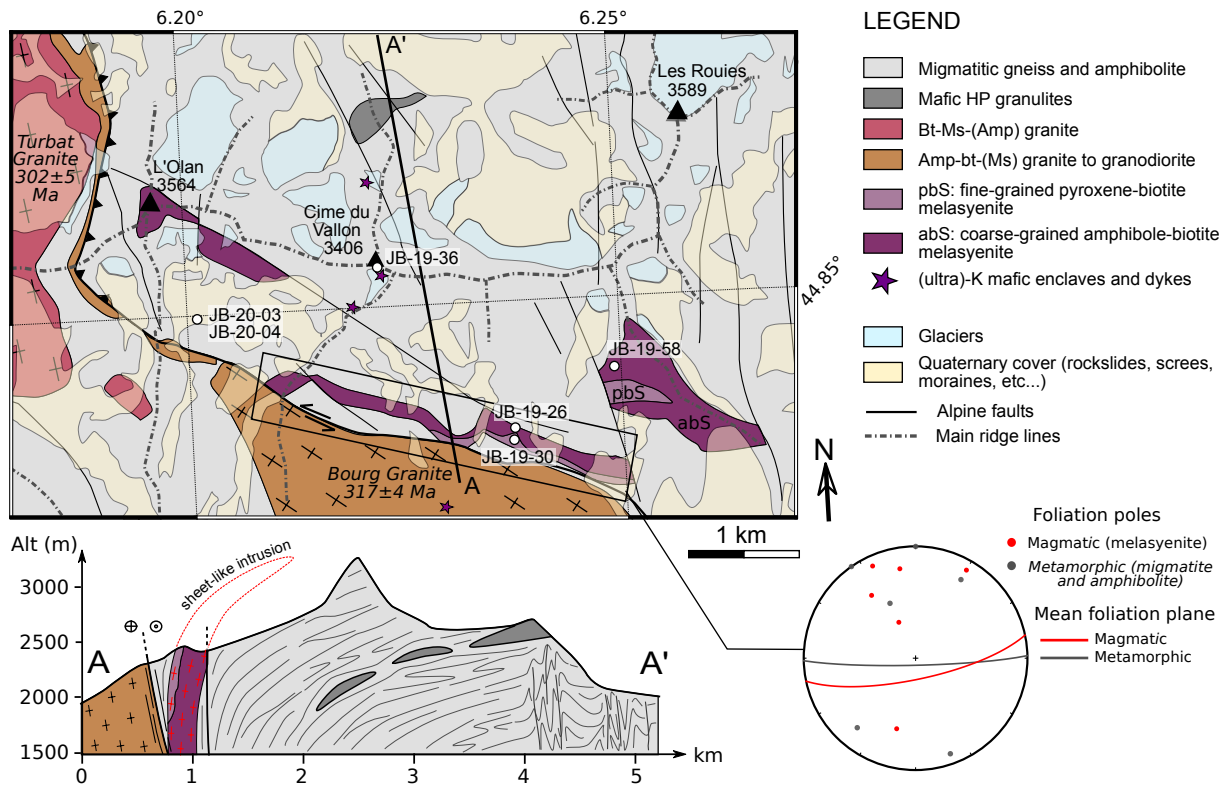 6.20°
6.25°
44.85°
A'
Les Rouies
3589
Turbat
Granite
302±5
Ma
L'Olan
3564
Cime du
Vallon
3406
JB-19-36
JB-20-03
JB-20-04
JB-19-58
pbS
abS
JB-19-26
JB-19-30
Bourg Granite
317±4 Ma
A
LEGEND
Migmatitic gneiss and amphibolite
Mafic HP granulites
Bt-Ms-(Amp) granite
Amp-bt-(Ms) granite to granodiorite
pbS: fine-grained pyroxene-biotite
melasyenite
abS: coarse-grained amphibole-biotite
melasyenite
(ultra)-K mafic enclaves and dykes
Glaciers
Quaternary cover (rockslides, screes,
moraines, etc...)
Alpine faults
Main ridge lines
N
1 km
Alt (m)
3000
2500
2000
1500
sheet-like intrusion
A
A'
0
1
2
3
4
5
km
Foliation poles
Magmatic (melasyenite)
Metamorphic (migmatite
and amphibolite)
Mean foliation plane
Magmatic
Metamorphic